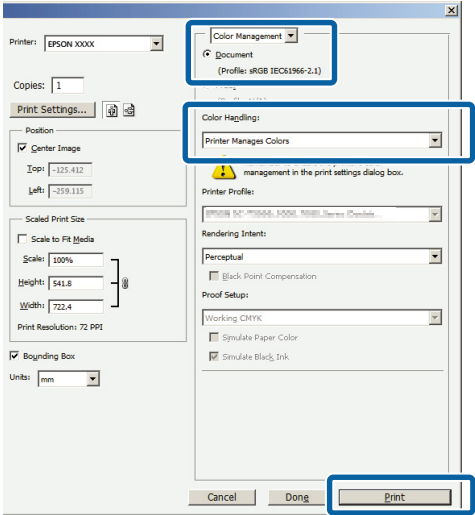 Printer: EPSON XXXX
Copies: 1
Print Settings...
Position
Center Image
Top: -125.412
Left: -259.115
Scaled Print Size
Scale to Fit Media
Scale: 100%
Height: 541.8
Width: 722.4
Print Resolution: 72 PPI
Bounding Box
Units: mm
Color Management
Document
(Profile: sRGB IEC61966-2.1)
Color Handling:
Printer Manages Colors
management in the print settings dialog box.
Printer Profile:
Rendering Intent:
Perceptual
Black Point Compensation
Proof Setup:
Working CMYK
Simulate Paper Color
Simulate Black Ink
Cancel
Done
Print